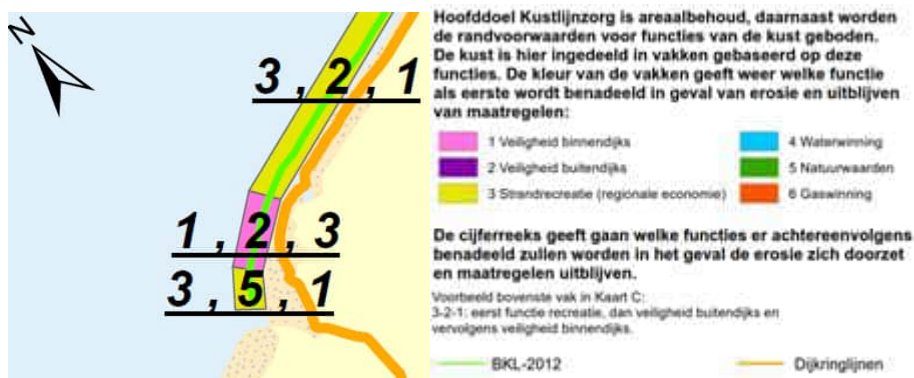 N
3 , 2 , 1
1 , 2 , 3
3 , 5 , 1
Hoofddoel Kustlijnzorg is areaalbehoud, daarnaast worden
de randvoorwaarden voor functies van de kust geboden.
De kust is hier ingedeeld in vakken gebaseerd op deze
functies. De kleur van de vakken geeft weer welke functie
als eerste wordt benadeeld in geval van erosie en uitblijven
van maatregelen:
1 Veiligheid binnendijks
2 Veiligheid buitendijks
3 Strandrecreatie (regionale economie)
4 Waterwinning
5 Natuurwaarden
6 Gaswinning
De cijferreeks geeft gaan welke functies er achtereenvolgens
benadeeld zullen worden in het geval de erosie zich doorzet
en maatregelen uitblijven.
Voorbeeld bovenste vak in Kaart C:
3-2-1: eerst functie recreatie, dan veiligheid buitendijks en
vervolgens veiligheid binnendijks.
BKL-2012
Dijkringlijnen